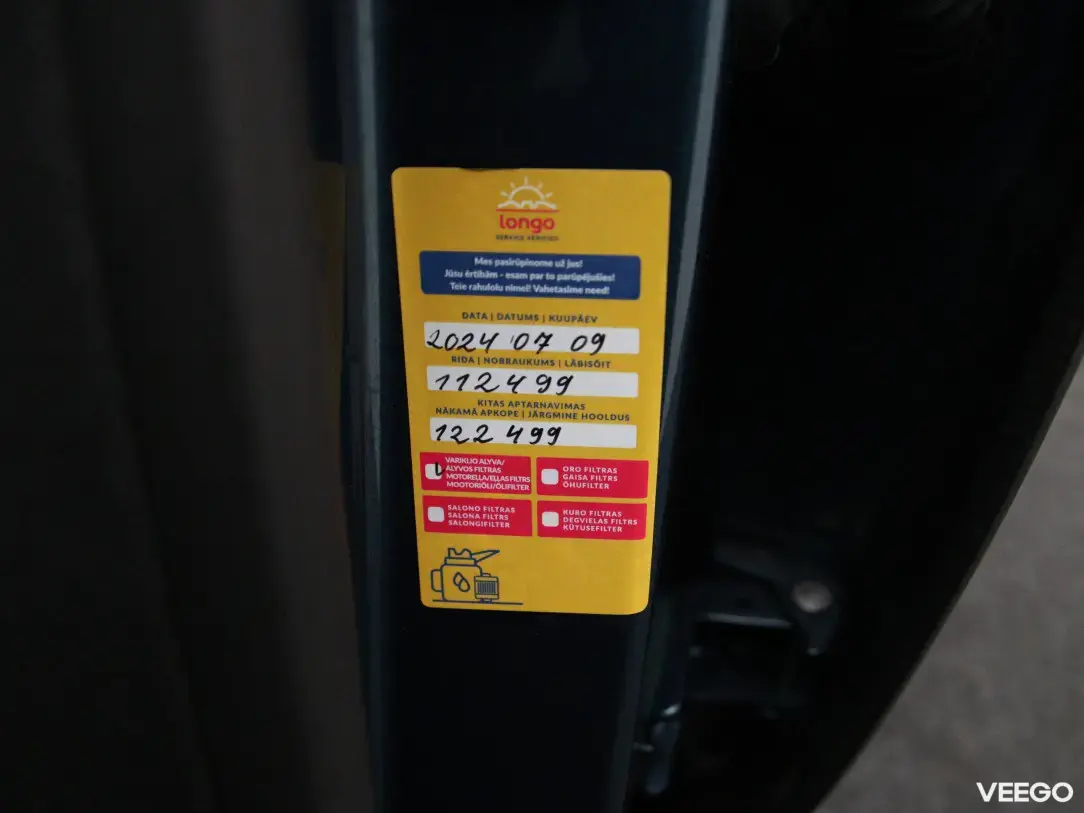 longo
SERVICE VERIFIED
Mes pasirūpinome už jus!
Jūsu ērtībām - esam par to parūpējušies!
Teie rahulolu nimel! Vahetasime need!
DATA | DATUMS | KUUPÄEV
2024 07 09
RIDA | NOBRAUKUMS | LÄBISÕIT
112499
KITAS APTARNAVIMAS
NĀKAMĀ APKOPE | JÄRGMINE HOOLDUS
122 499
VARIKLIO ALYVA/
ALYVOS FILTRAS
MOTOREĻĻA/EĻĻAS FILTRS
MOOTORIÕLI/ÕLIFILTER
ORO FILTRAS
GAISA FILTRS
ÕHUFILTER
SALONO FILTRAS
SALONA FILTRS
SALONGIFILTER
KURO FILTRAS
DEGVIELAS FILTRS
KÜTUSEFILTER
VEEGO